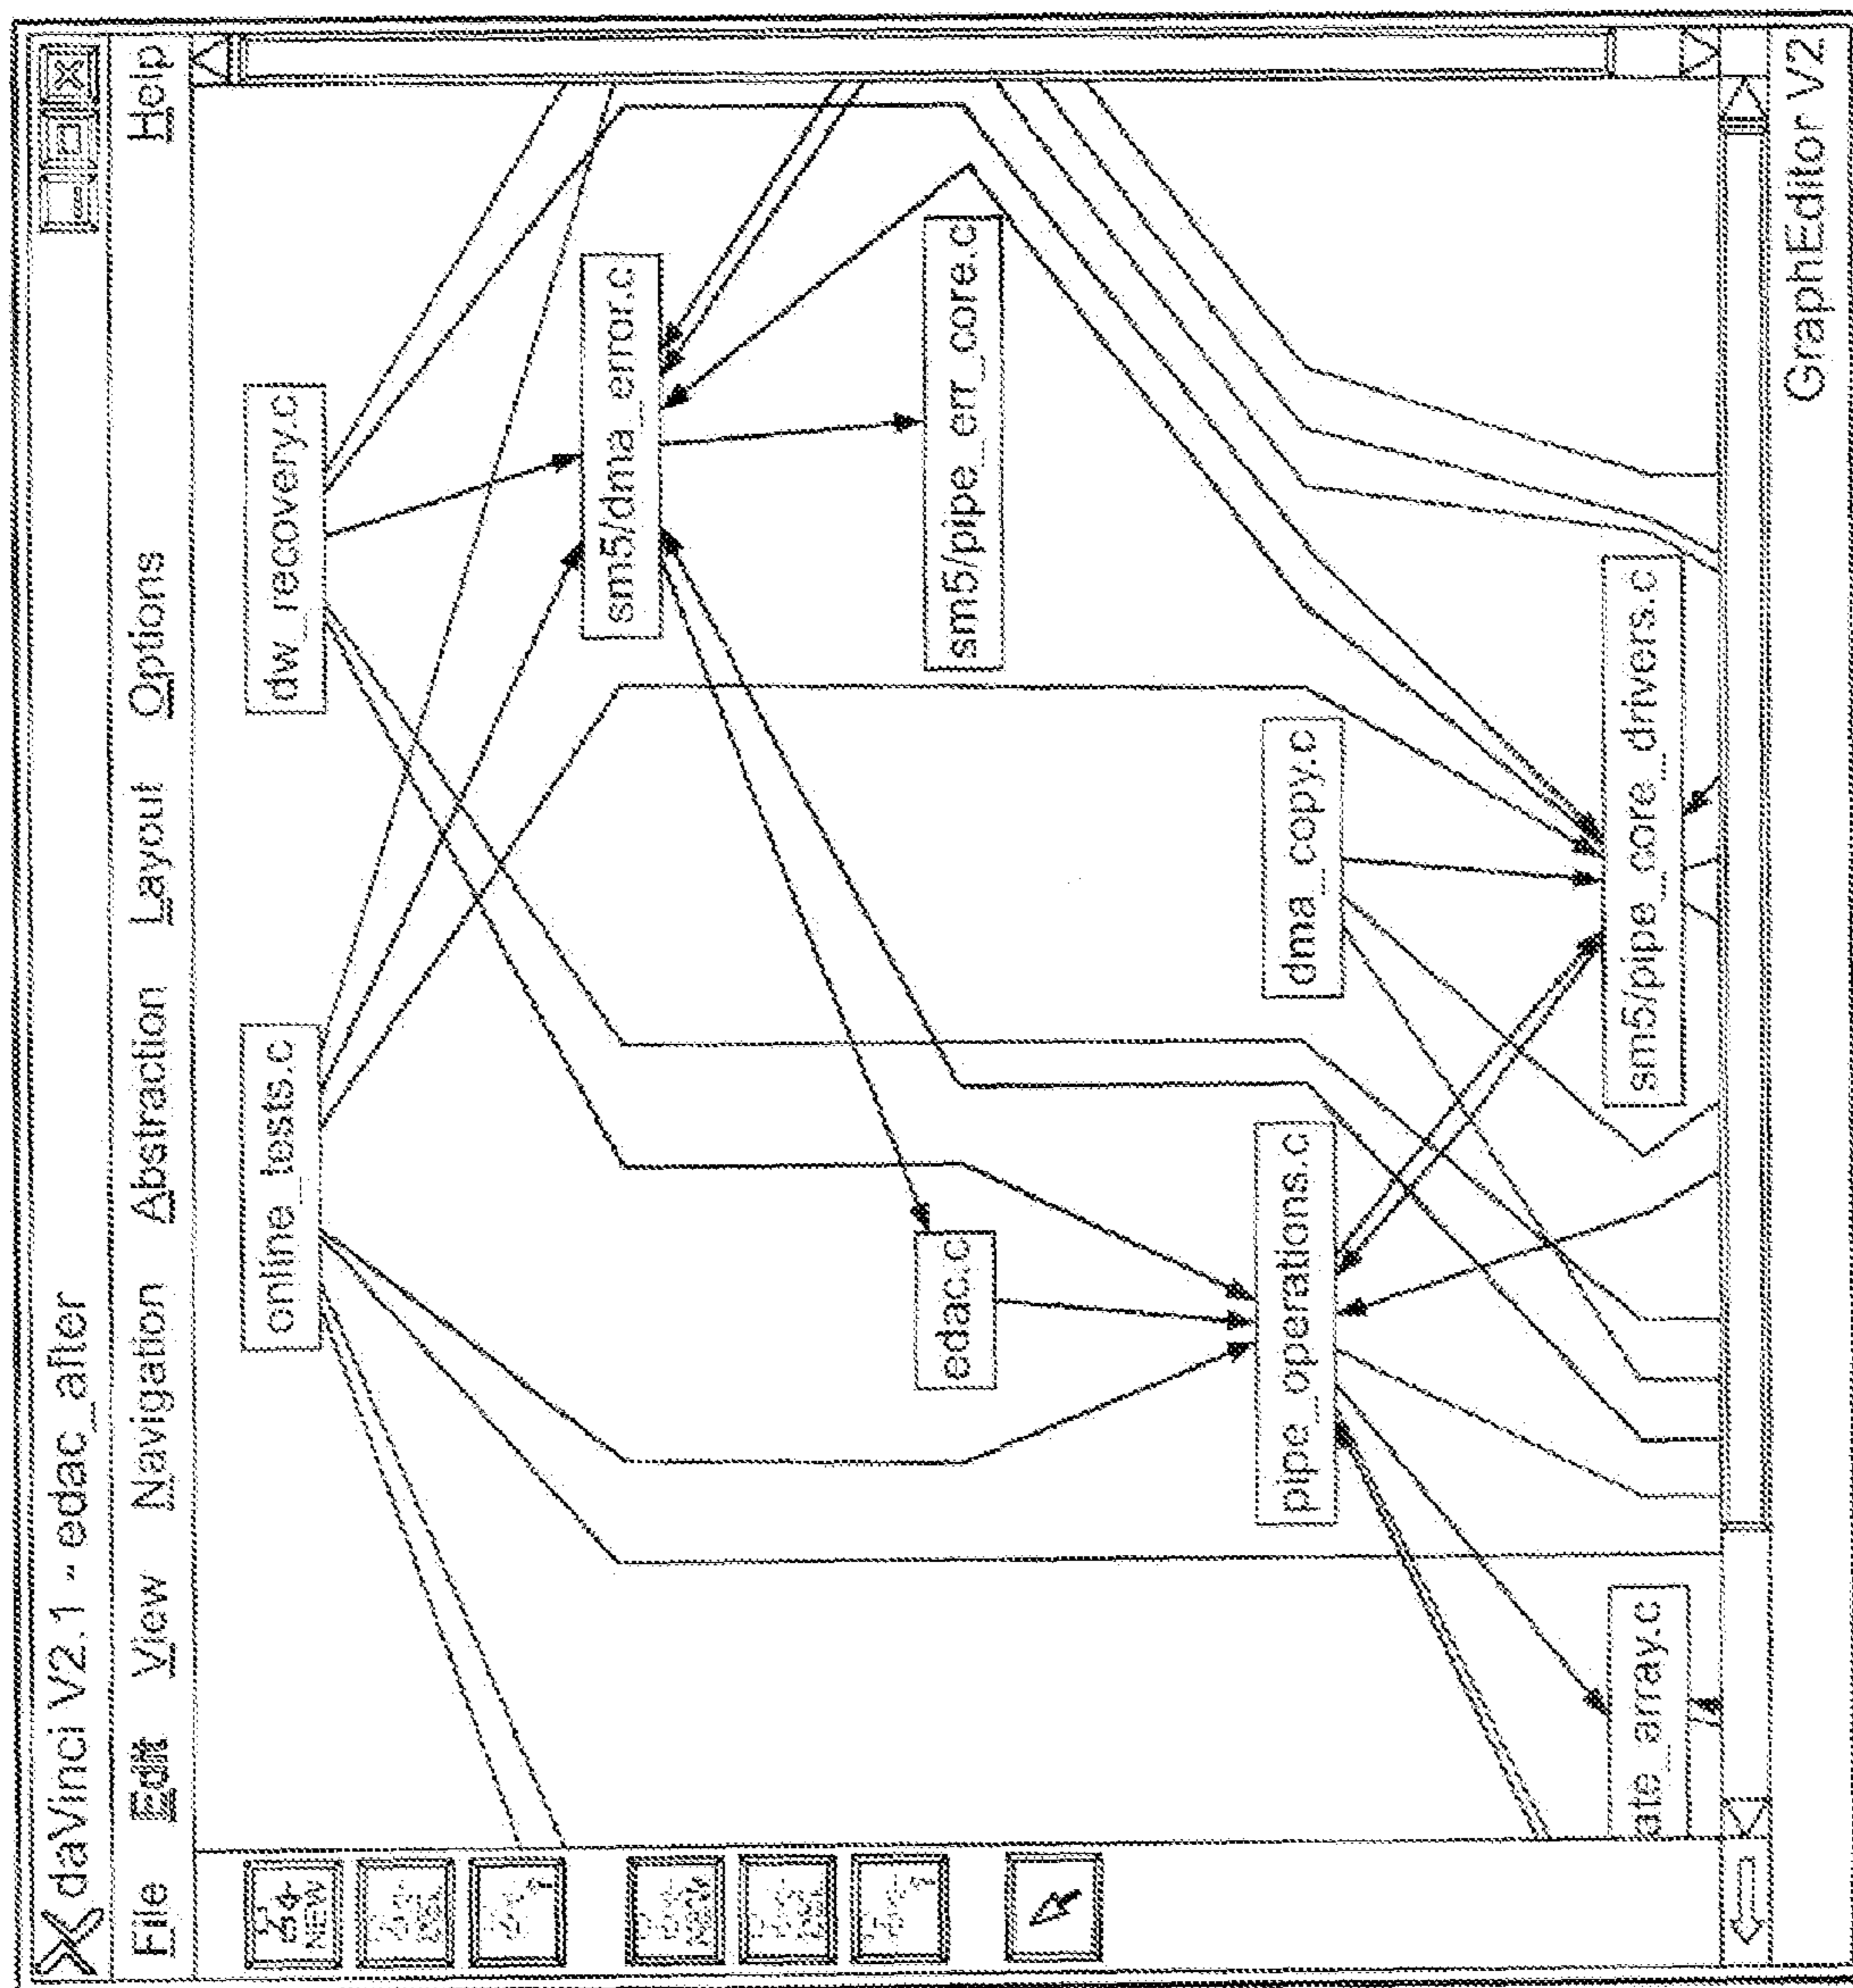 daVinci V2.1 - edac_after
File Edit View Navigation Abstraction Layout Options Help
NEW
online_tests.c
dw_recovery.c
sm5/dma_error.c
edac.c
sm5/pipe_err_core.c
pipe_operations.c
dma_copy.c
ate_array.c
sm5/pipe_core_drivers.c
GraphEditor V2